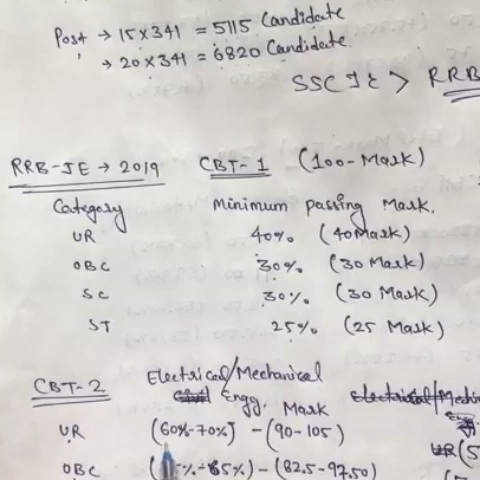 Post → 15×341 = 5115 Candidate
→ 20×341 = 6820 Candidate
SSC JE > RRB
RRB-JE → 2019 CBT-1 (100-Mark)
Category Minimum passing Mark.
UR 40% (40 Mark)
OBC 30% (30 Mark)
SC 30% (30 Mark)
ST 25% (25 Mark)
CBT-2 Electrical/Mechanical
Engg. Mark
UR (60%-70%) - (90-105)
OBC 65%) - (82.5-97.50)